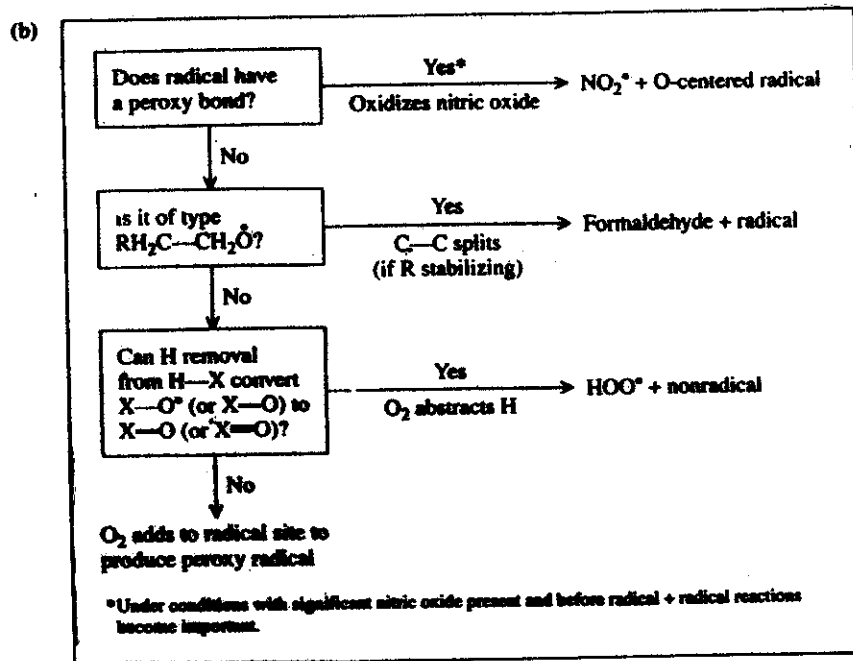 (b)
Does radical have
a peroxy bond?
Yes*
Oxidizes nitric oxide
NO₂• + O-centered radical
No
is it of type
RH₂C—CH₂Ȯ?
Yes
C—C splits
(if R stabilizing)
Formaldehyde + radical
No
Can H removal
from H—X convert
X—O• (or X—O) to
X—O (or X=O)?
Yes
O₂ abstracts H
HOO• + nonradical
No
O₂ adds to radical site to
produce peroxy radical
*Under conditions with significant nitric oxide present and before radical + radical reactions
become important.